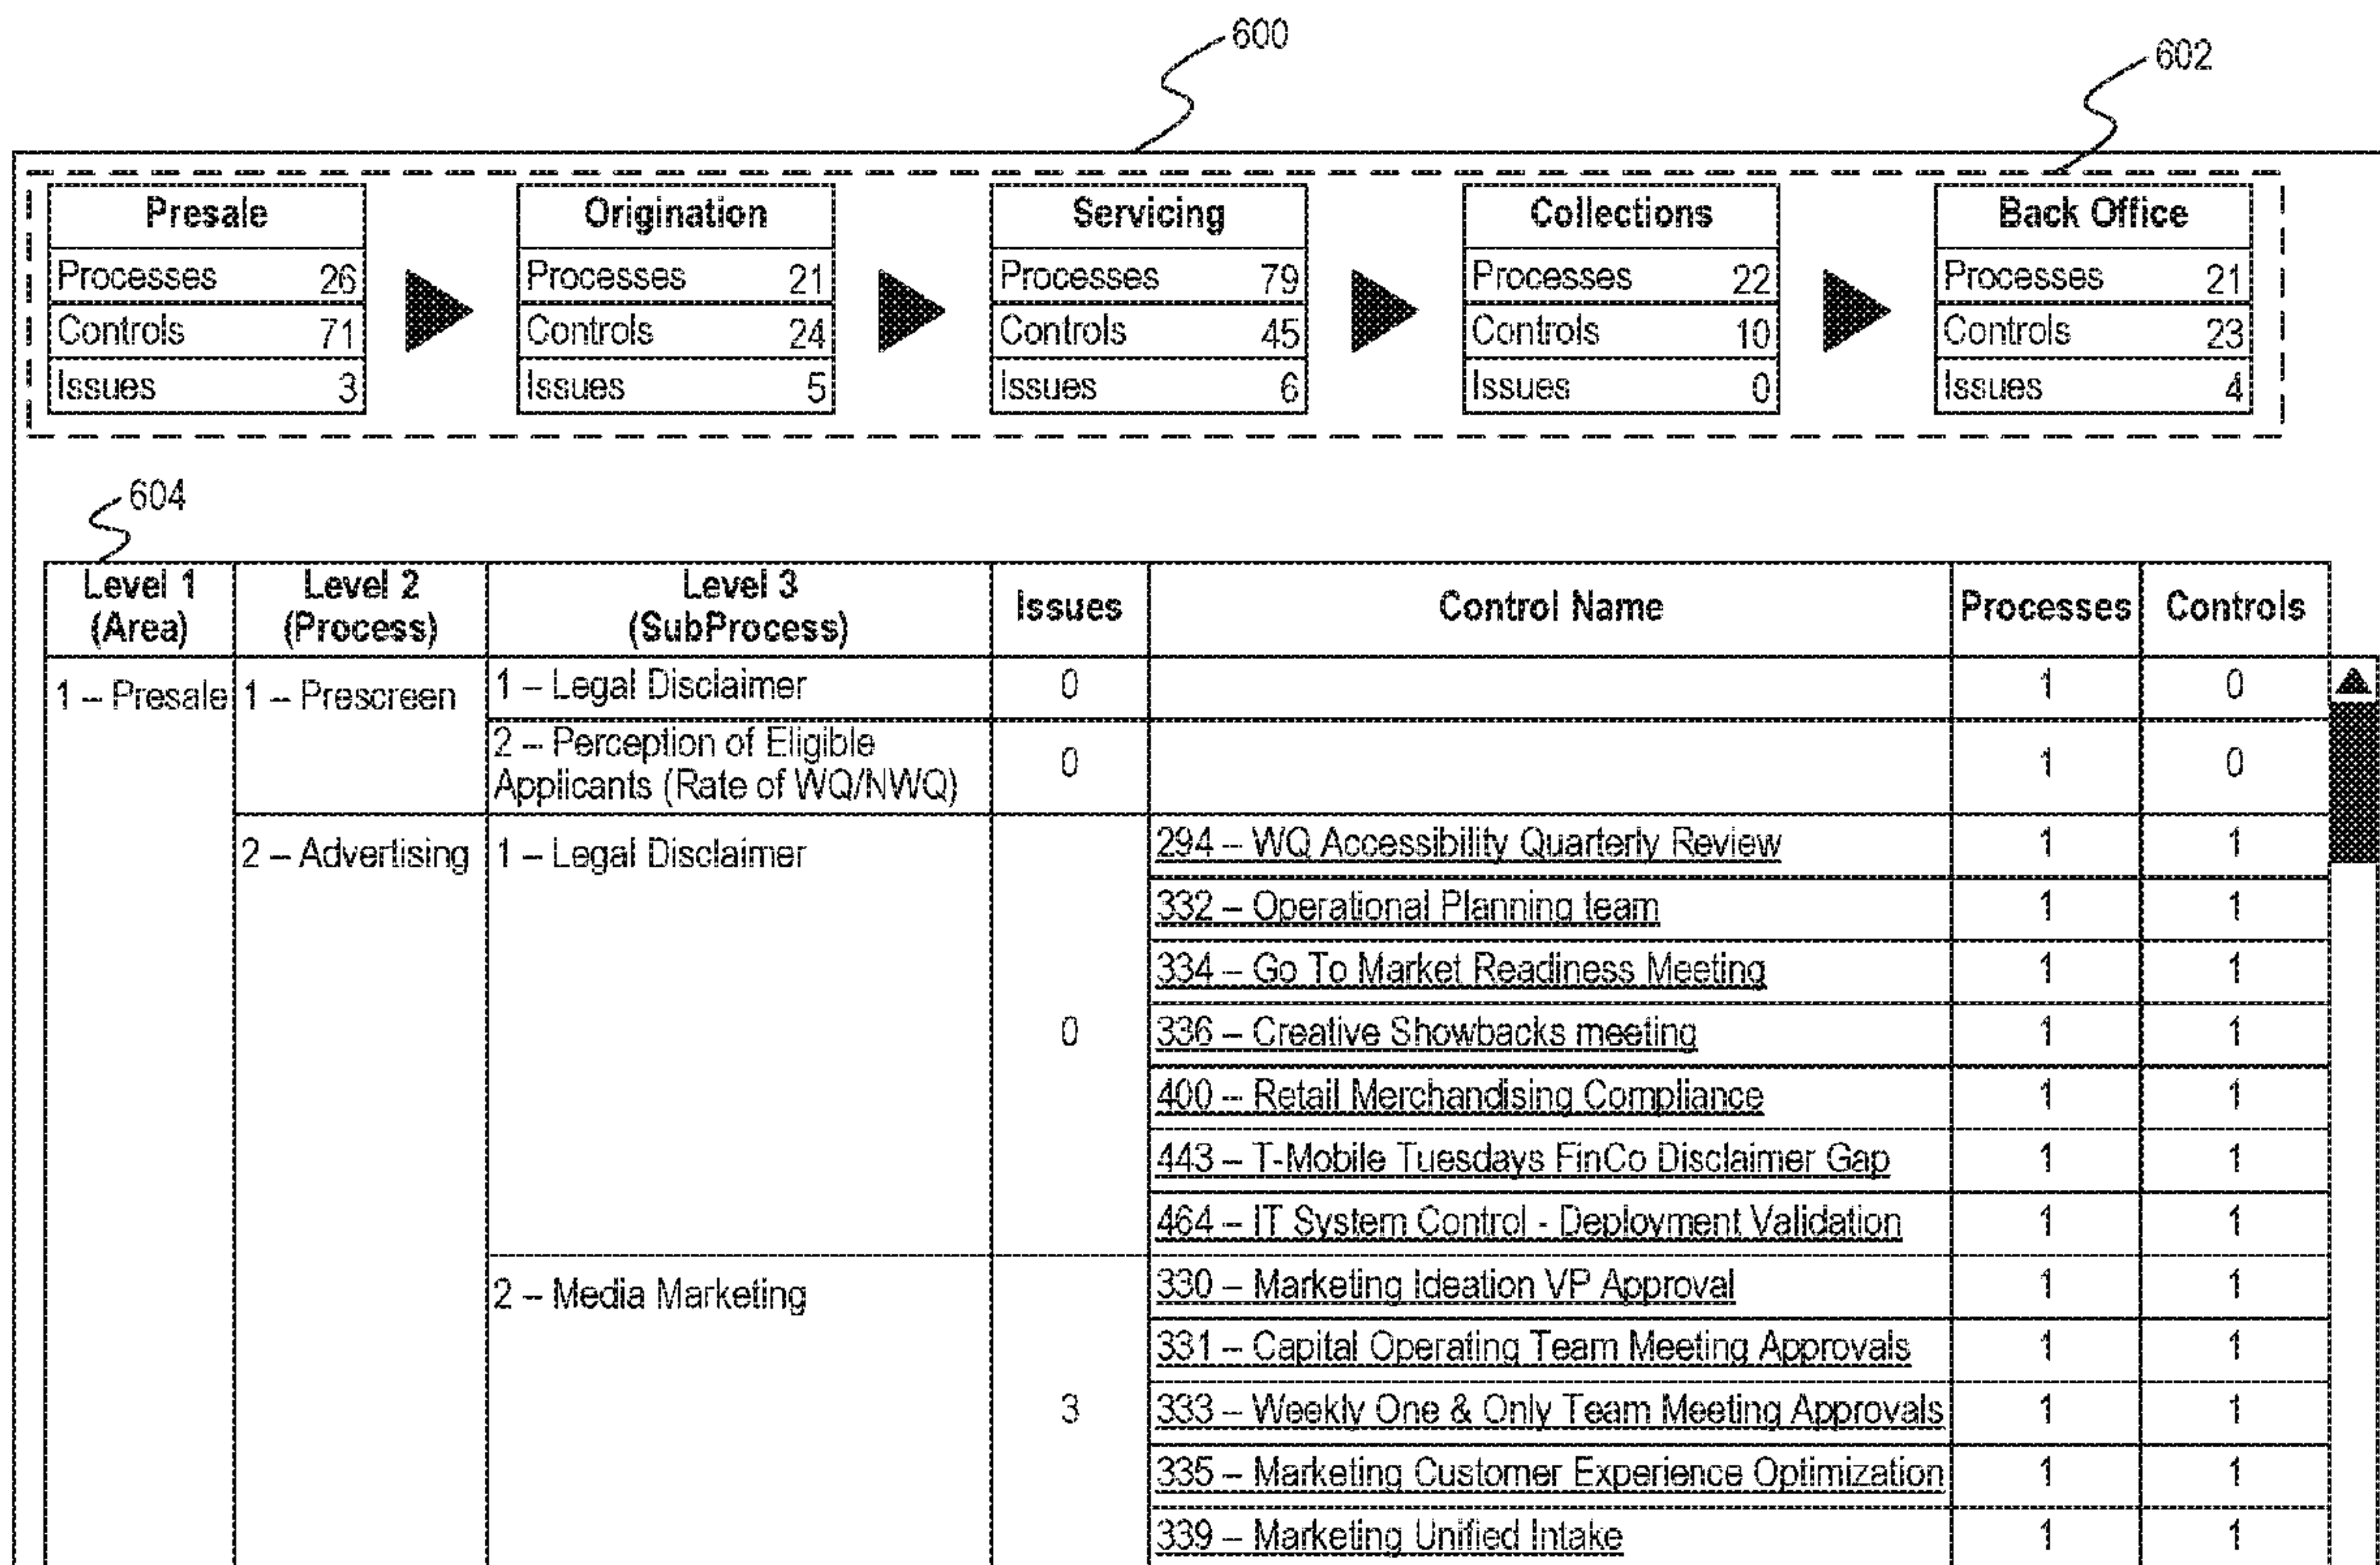 600
602
Presale
Processes 26
Controls 71
Issues 3
Origination
Processes 21
Controls 24
Issues 5
Servicing
Processes 79
Controls 45
Issues 6
Collections
Processes 22
Controls 10
Issues 0
Back Office
Processes 21
Controls 23
Issues 4
604
Level 1 (Area) Level 2 (Process) Level 3 (SubProcess) Issues Control Name Processes Controls
1 – Presale 1 – Prescreen 1 – Legal Disclaimer 0 1 0
2 – Perception of Eligible
Applicants (Rate of WQ/NWQ) 0 1 0
2 – Advertising 1 – Legal Disclaimer 0
294 – WQ Accessibility Quarterly Review 1 1
332 – Operational Planning team 1 1
334 – Go To Market Readiness Meeting 1 1
336 – Creative Showbacks meeting 1 1
400 – Retail Merchandising Compliance 1 1
443 – T-Mobile Tuesdays FinCo Disclaimer Gap 1 1
464 – IT System Control - Deployment Validation 1 1
2 – Media Marketing 3
330 – Marketing Ideation VP Approval 1 1
331 – Capital Operating Team Meeting Approvals 1 1
333 – Weekly One & Only Team Meeting Approvals 1 1
335 – Marketing Customer Experience Optimization 1 1
339 – Marketing Unified Intake 1 1